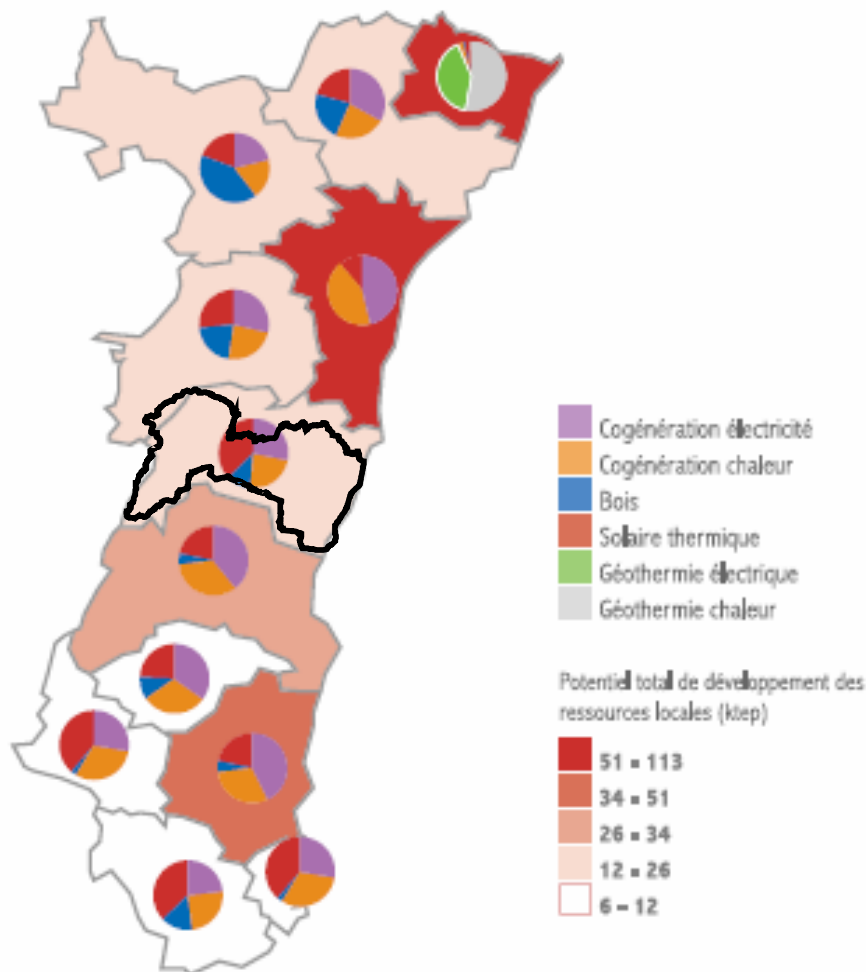 Cogénération électricité
Cogénération chaleur
Bois
Solaire thermique
Géothermie électrique
Géothermie chaleur
Potentiel total de développement des
ressources locales (ktep)
51 - 113
34 - 51
26 - 34
12 - 26
6 – 12